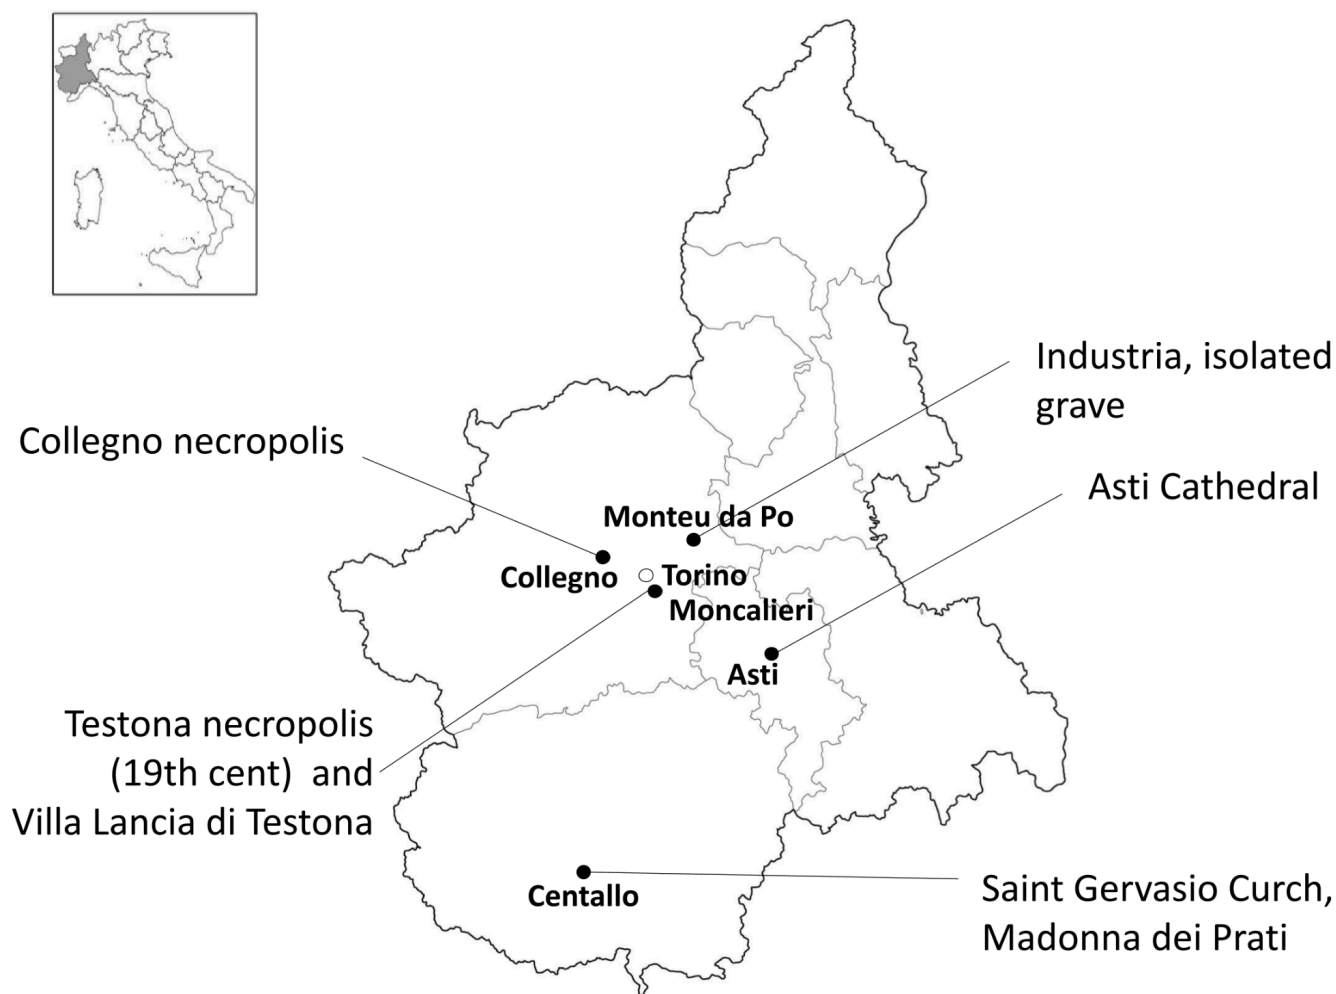 Industria, isolated
grave
Collegno necropolis
Asti Cathedral
Monteu da Po
Collegno
Torino
Moncalieri
Asti
Testona necropolis
(19th cent) and
Villa Lancia di Testona
Centallo
Saint Gervasio Curch,
Madonna dei Prati